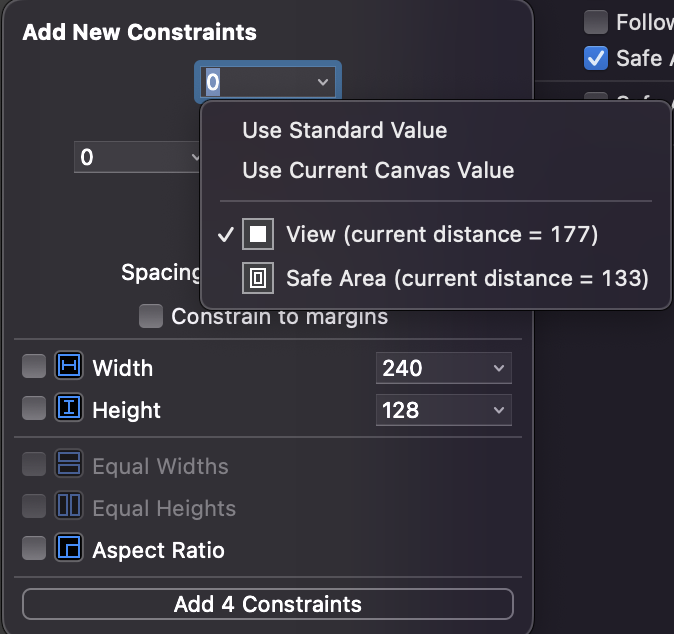 Add New Constraints
Follow
0
Safe A
Use Standard Value
0
Use Current Canvas Value
View (current distance = 177)
Spacing
Safe Area (current distance = 133)
Constrain to margins
Width
240
Height
128
Equal Widths
Equal Heights
Aspect Ratio
Add 4 Constraints